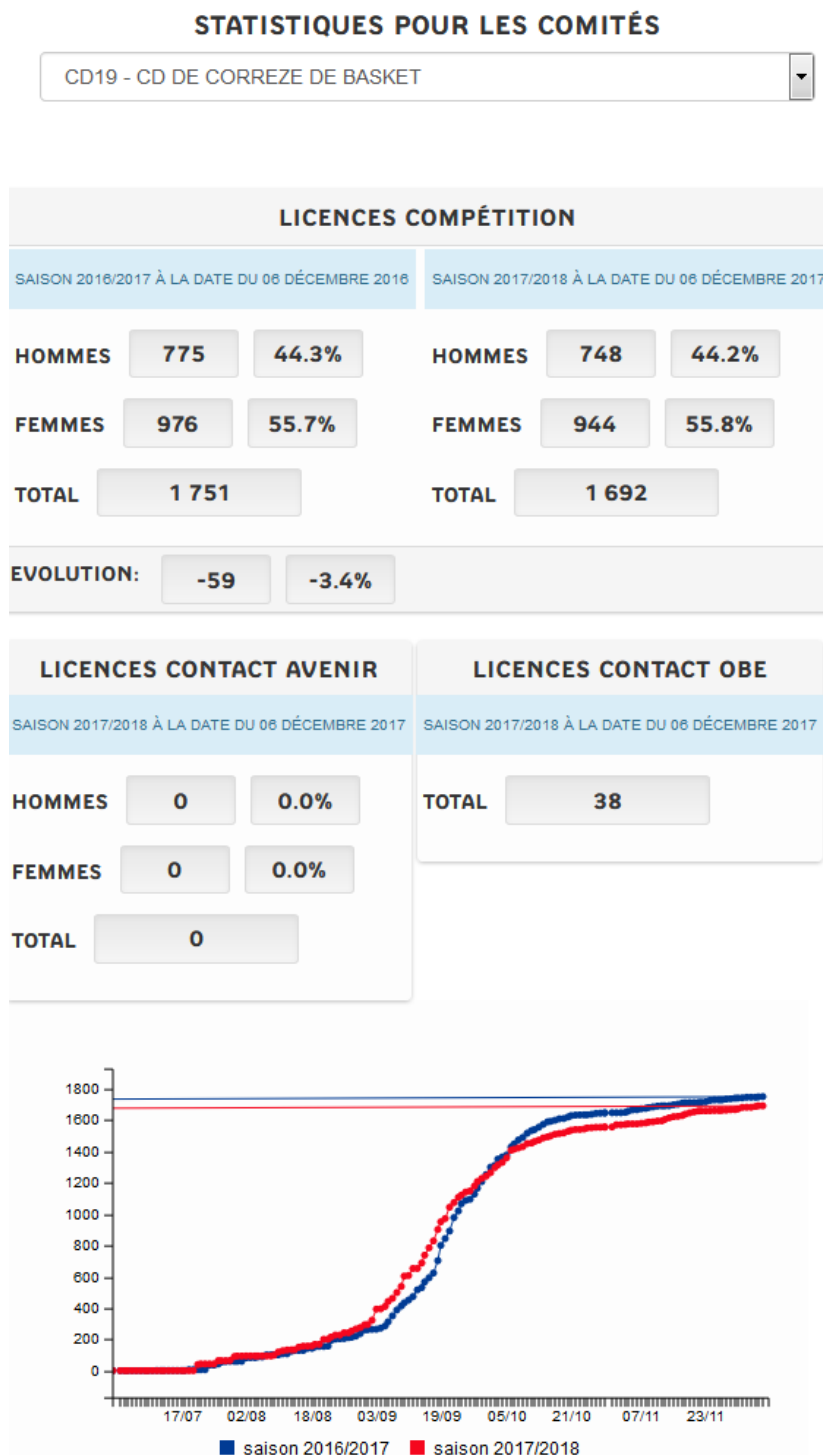 STATISTIQUES POUR LES COMITÉS
CD19 - CD DE CORREZE DE BASKET
LICENCES COMPÉTITION
SAISON 2016/2017 À LA DATE DU 06 DÉCEMBRE 2016
HOMMES 775 44.3%
FEMMES 976 55.7%
TOTAL 1 751
SAISON 2017/2018 À LA DATE DU 06 DÉCEMBRE 2017
HOMMES 748 44.2%
FEMMES 944 55.8%
TOTAL 1 692
EVOLUTION: -59 -3.4%
LICENCES CONTACT AVENIR
SAISON 2017/2018 À LA DATE DU 06 DÉCEMBRE 2017
HOMMES 0 0.0%
FEMMES 0 0.0%
TOTAL 0
LICENCES CONTACT OBE
SAISON 2017/2018 À LA DATE DU 06 DÉCEMBRE 2017
TOTAL 38
1800
1600
1400
1200
1000
800
600
400
200
0
17/07 02/08 18/08 03/09 19/09 05/10 21/10 07/11 23/11
saison 2016/2017 saison 2017/2018